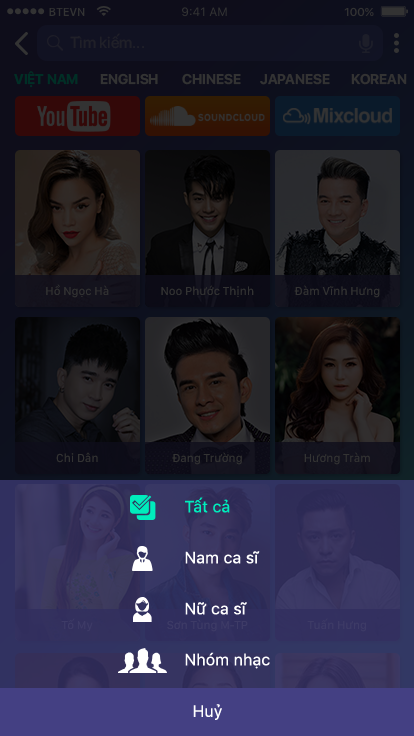 BTEVN 9:41 AM 100%
Tìm kiếm...
VIỆT NAM ENGLISH CHINESE JAPANESE KOREAN
YouTube SOUNDCLOUD Mixcloud
Hồ Ngọc Hà Noo Phước Thịnh Đàm Vĩnh Hưng
Chi Dân Đang Trường Hương Tràm
Tất cả
Nam ca sĩ
Nữ ca sĩ
Tố My Sơn Tùng M-TP Tuấn Hưng
Nhóm nhạc
Huỷ